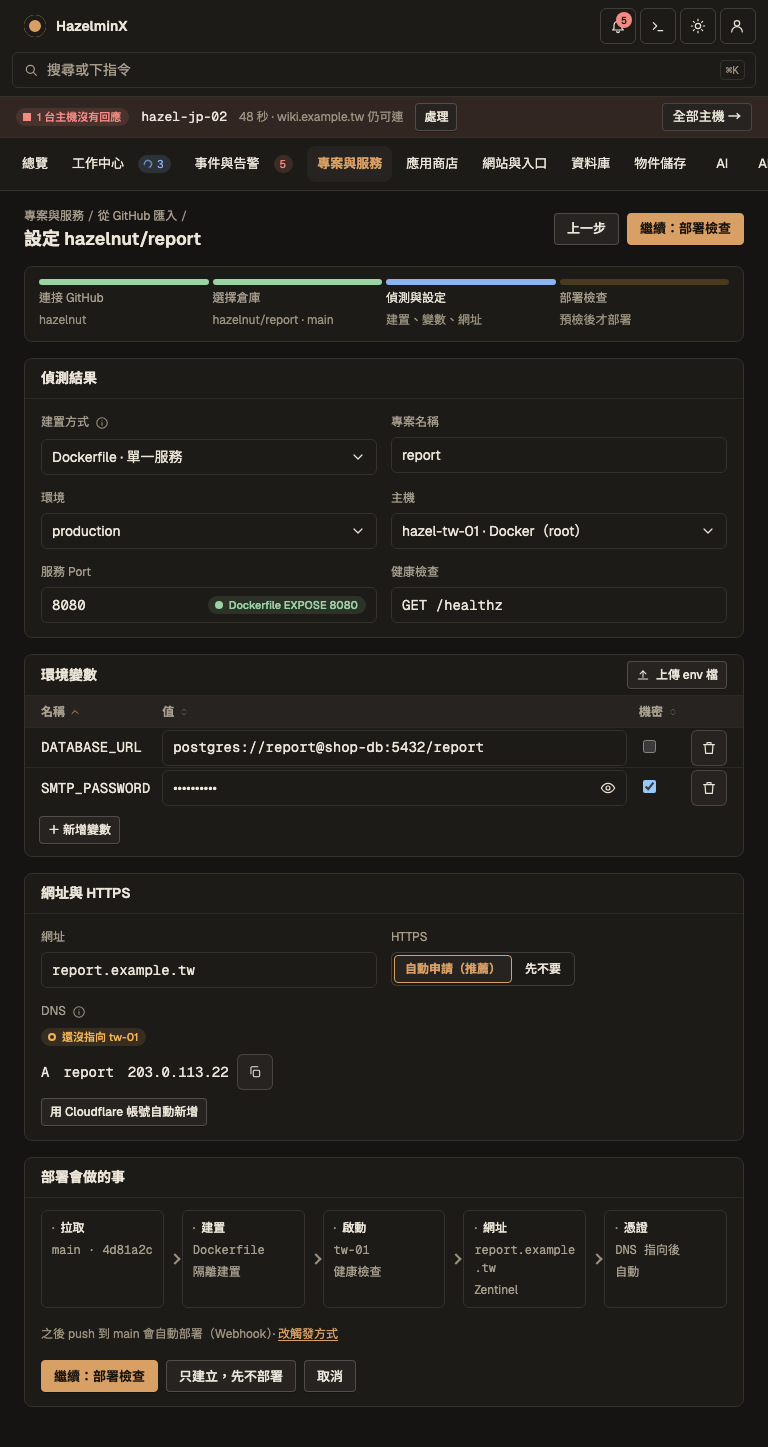 HazelminX
5
搜尋或下指令
⌘K
1 台主機沒有回應
hazel-jp-02
48 秒 · wiki.example.tw 仍可連
處理
全部主機 →
總覽
工作中心
3
事件與告警
5
專案與服務
應用商店
網站與入口
資料庫
物件儲存
AI
專案與服務 / 從 GitHub 匯入 /
設定 hazelnut/report
上一步
繼續：部署檢查
連接 GitHub
hazelnut
選擇倉庫
hazelnut/report · main
偵測與設定
建置、變數、網址
部署檢查
預檢後才部署
偵測結果
建置方式
Dockerfile · 單一服務
專案名稱
report
環境
production
主機
hazel-tw-01 · Docker（root）
服務 Port
8080
Dockerfile EXPOSE 8080
健康檢查
GET /healthz
環境變數
上傳 env 檔
名稱
值
機密
DATABASE_URL
postgres://report@shop-db:5432/report
SMTP_PASSWORD
••••••••••
新增變數
網址與 HTTPS
網址
report.example.tw
HTTPS
自動申請（推薦）
先不要
DNS
還沒指向 tw-01
A report 203.0.113.22
用 Cloudflare 帳號自動新增
部署會做的事
· 拉取
main · 4d81a2c
· 建置
Dockerfile
隔離建置
· 啟動
tw-01
健康檢查
· 網址
report.example
.tw
Zentinel
· 憑證
DNS 指向後
自動
之後 push 到 main 會自動部署（Webhook）· 改觸發方式
繼續：部署檢查
只建立，先不部署
取消